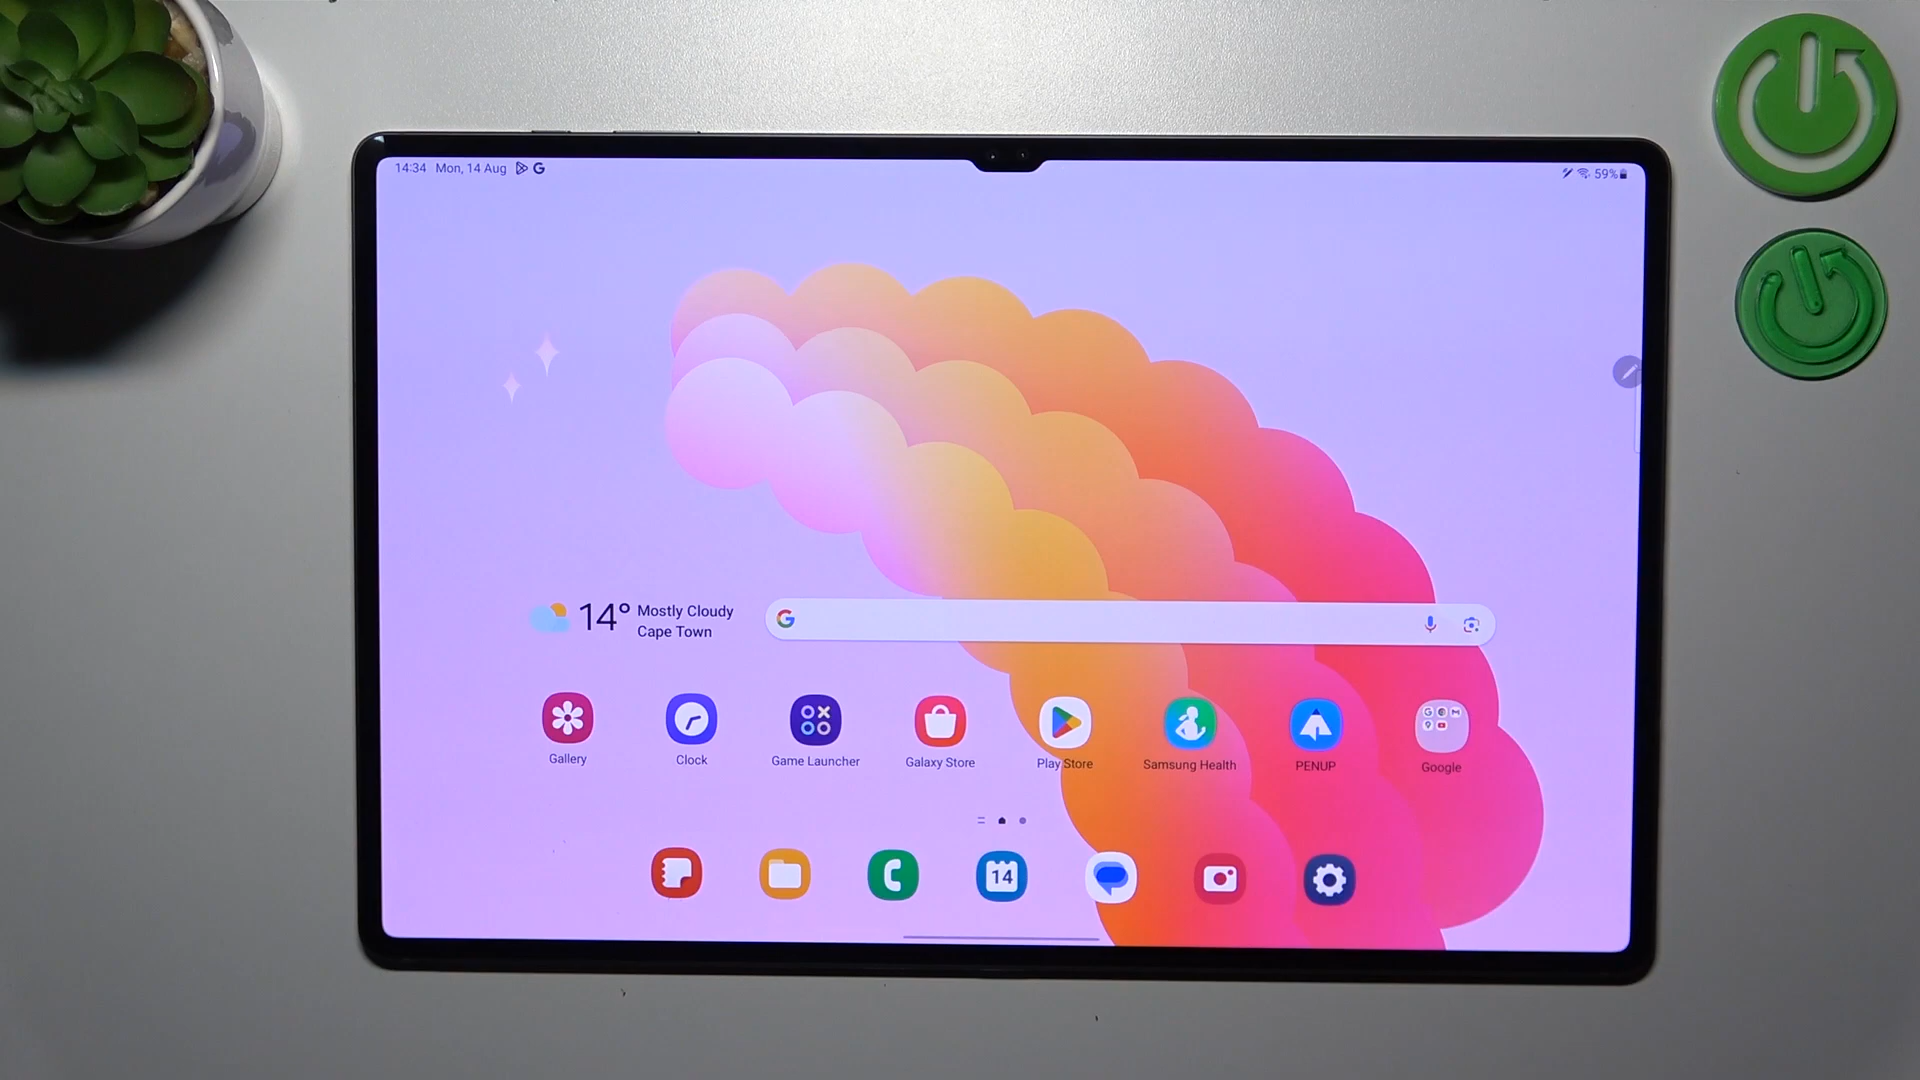 14:34 Mon, 14 Aug G
59%
14° Mostly Cloudy
Cape Town
G
Gallery
Clock
Game Launcher
Galaxy Store
Play Store
Samsung Health
PENUP
Google
14